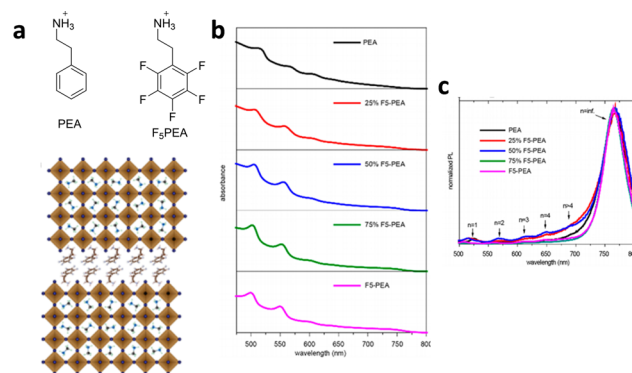 a
NH3
+
PEA
NH3
+
F
F
F
F
F
F5PEA
b
PEA
25% F5-PEA
50% F5-PEA
75% F5-PEA
F5-PEA
absorbance
500 550 600 650 700 750 800
wavelength (nm)
c
PEA
25% F5-PEA
50% F5-PEA
75% F5-PEA
F5-PEA
n=inf.
n=1
n=2
n=3
n=4
n=4
normalized PL
500 550 600 650 700 750
wavelength (nm)